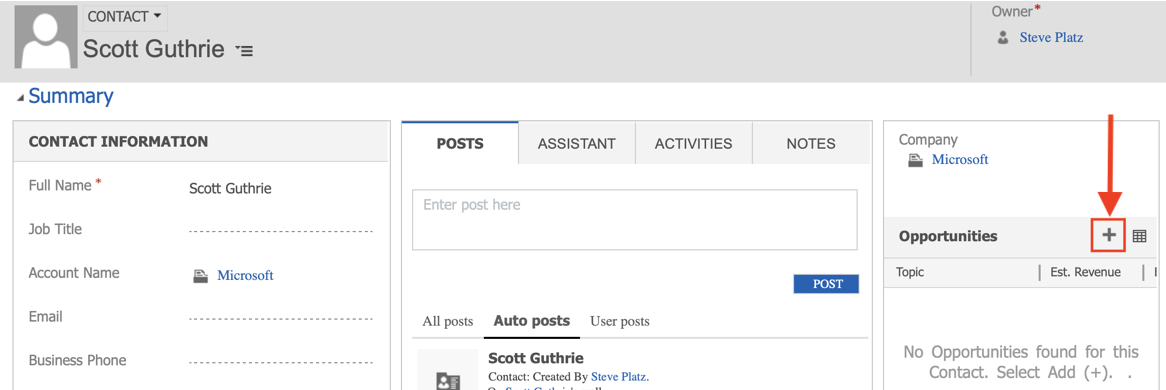 CONTACT
Scott Guthrie
Owner*
Steve Platz
Summary
CONTACT INFORMATION
Full Name *
Scott Guthrie
Job Title
Account Name
Microsoft
Email
Business Phone
POSTS
ASSISTANT
ACTIVITIES
NOTES
Enter post here
POST
All posts
Auto posts
User posts
Scott Guthrie
Contact: Created By Steve Platz.
Company
Microsoft
Opportunities
Topic
Est. Revenue
No Opportunities found for this
Contact. Select Add (+). .